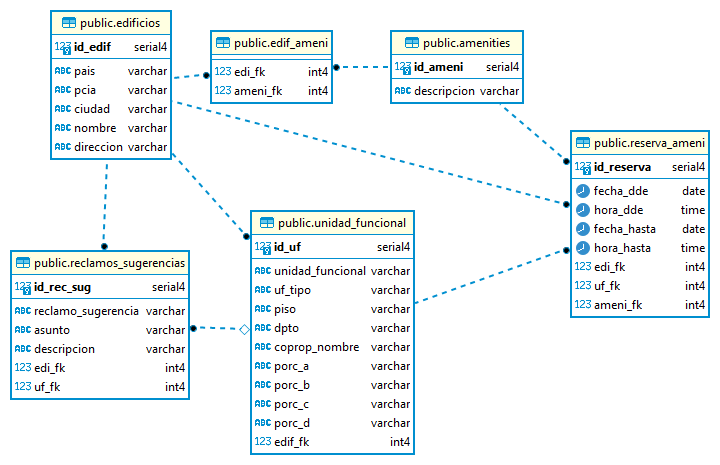 public.edificios
123 id_edif serial4
ABC pais varchar
ABC pcia varchar
ABC ciudad varchar
ABC nombre varchar
ABC direccion varchar
public.edif_ameni
123 edi_fk int4
123 ameni_fk int4
public.amenities
123 id_ameni serial4
ABC descripcion varchar
public.reserva_ameni
123 id_reserva serial4
fecha_dde date
hora_dde time
fecha_hasta date
hora_hasta time
123 edi_fk int4
123 uf_fk int4
123 ameni_fk int4
public.reclamos_sugerencias
123 id_rec_sug serial4
ABC reclamo_sugerencia varchar
ABC asunto varchar
ABC descripcion varchar
123 edi_fk int4
123 uf_fk int4
public.unidad_funcional
123 id_uf serial4
ABC unidad_funcional varchar
ABC uf_tipo varchar
ABC piso varchar
ABC dpto varchar
ABC coprop_nombre varchar
ABC porc_a varchar
ABC porc_b varchar
ABC porc_c varchar
ABC porc_d varchar
123 edif_fk int4